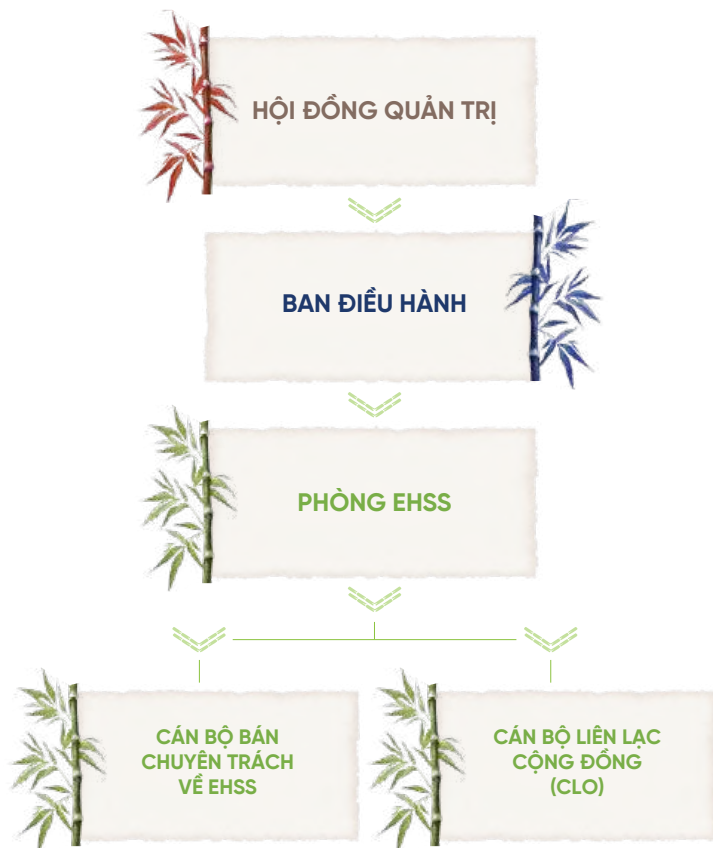 HỘI ĐỒNG QUẢN TRỊ
BAN ĐIỀU HÀNH
PHÒNG EHSS
CÁN BỘ BÁN
CHUYÊN TRÁCH
VỀ EHSS
CÁN BỘ LIÊN LẠC
CỘNG ĐỒNG
(CLO)